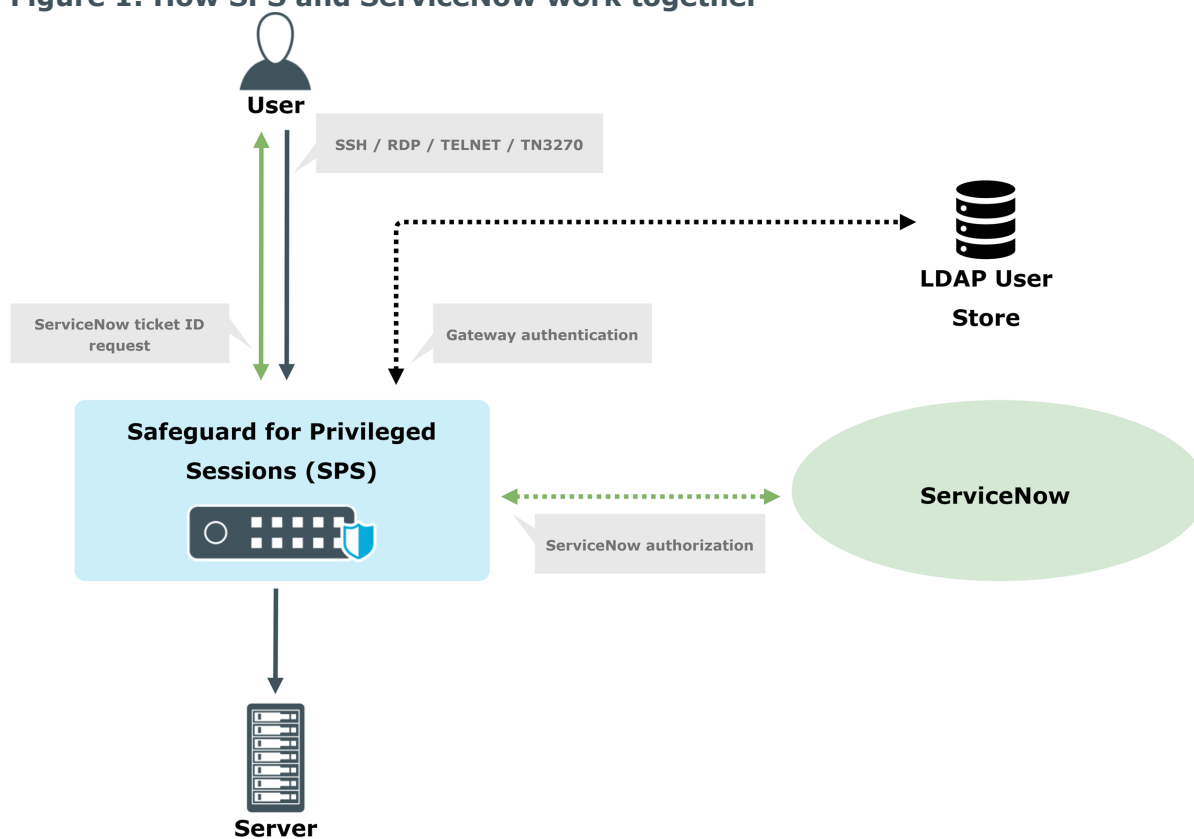 Figure 1: How SPS and ServiceNow work together
User
SSH / RDP / TELNET / TN3270
LDAP User
Store
ServiceNow ticket ID
request
Gateway authentication
Safeguard for Privileged
Sessions (SPS)
ServiceNow
ServiceNow authorization
Server